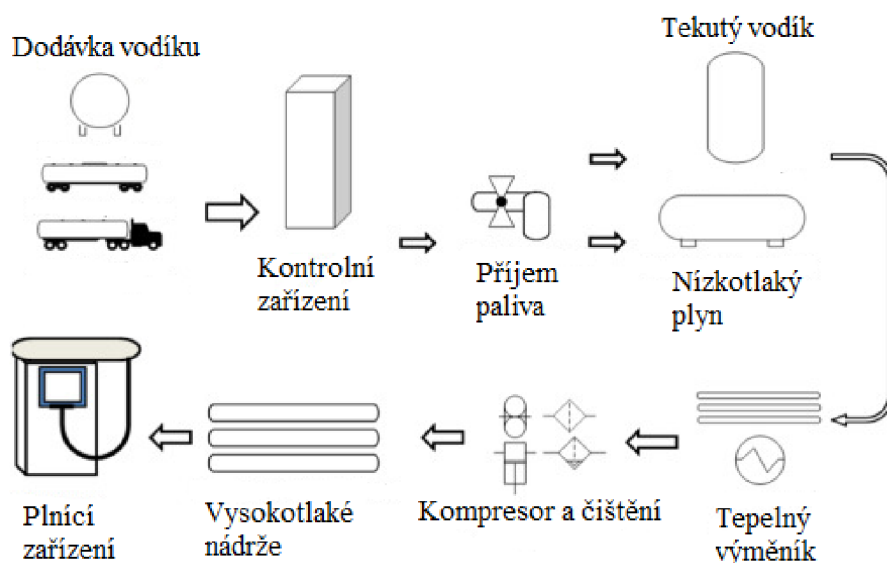 Dodávka vodíku
Tekutý vodík
Kontrolní
zařízení
Příjem
paliva
Nízkotlaký
plyn
Plnící
zařízení
Vysokotlaké
nádrže
Kompresor a čištění
Tepelný
výměník